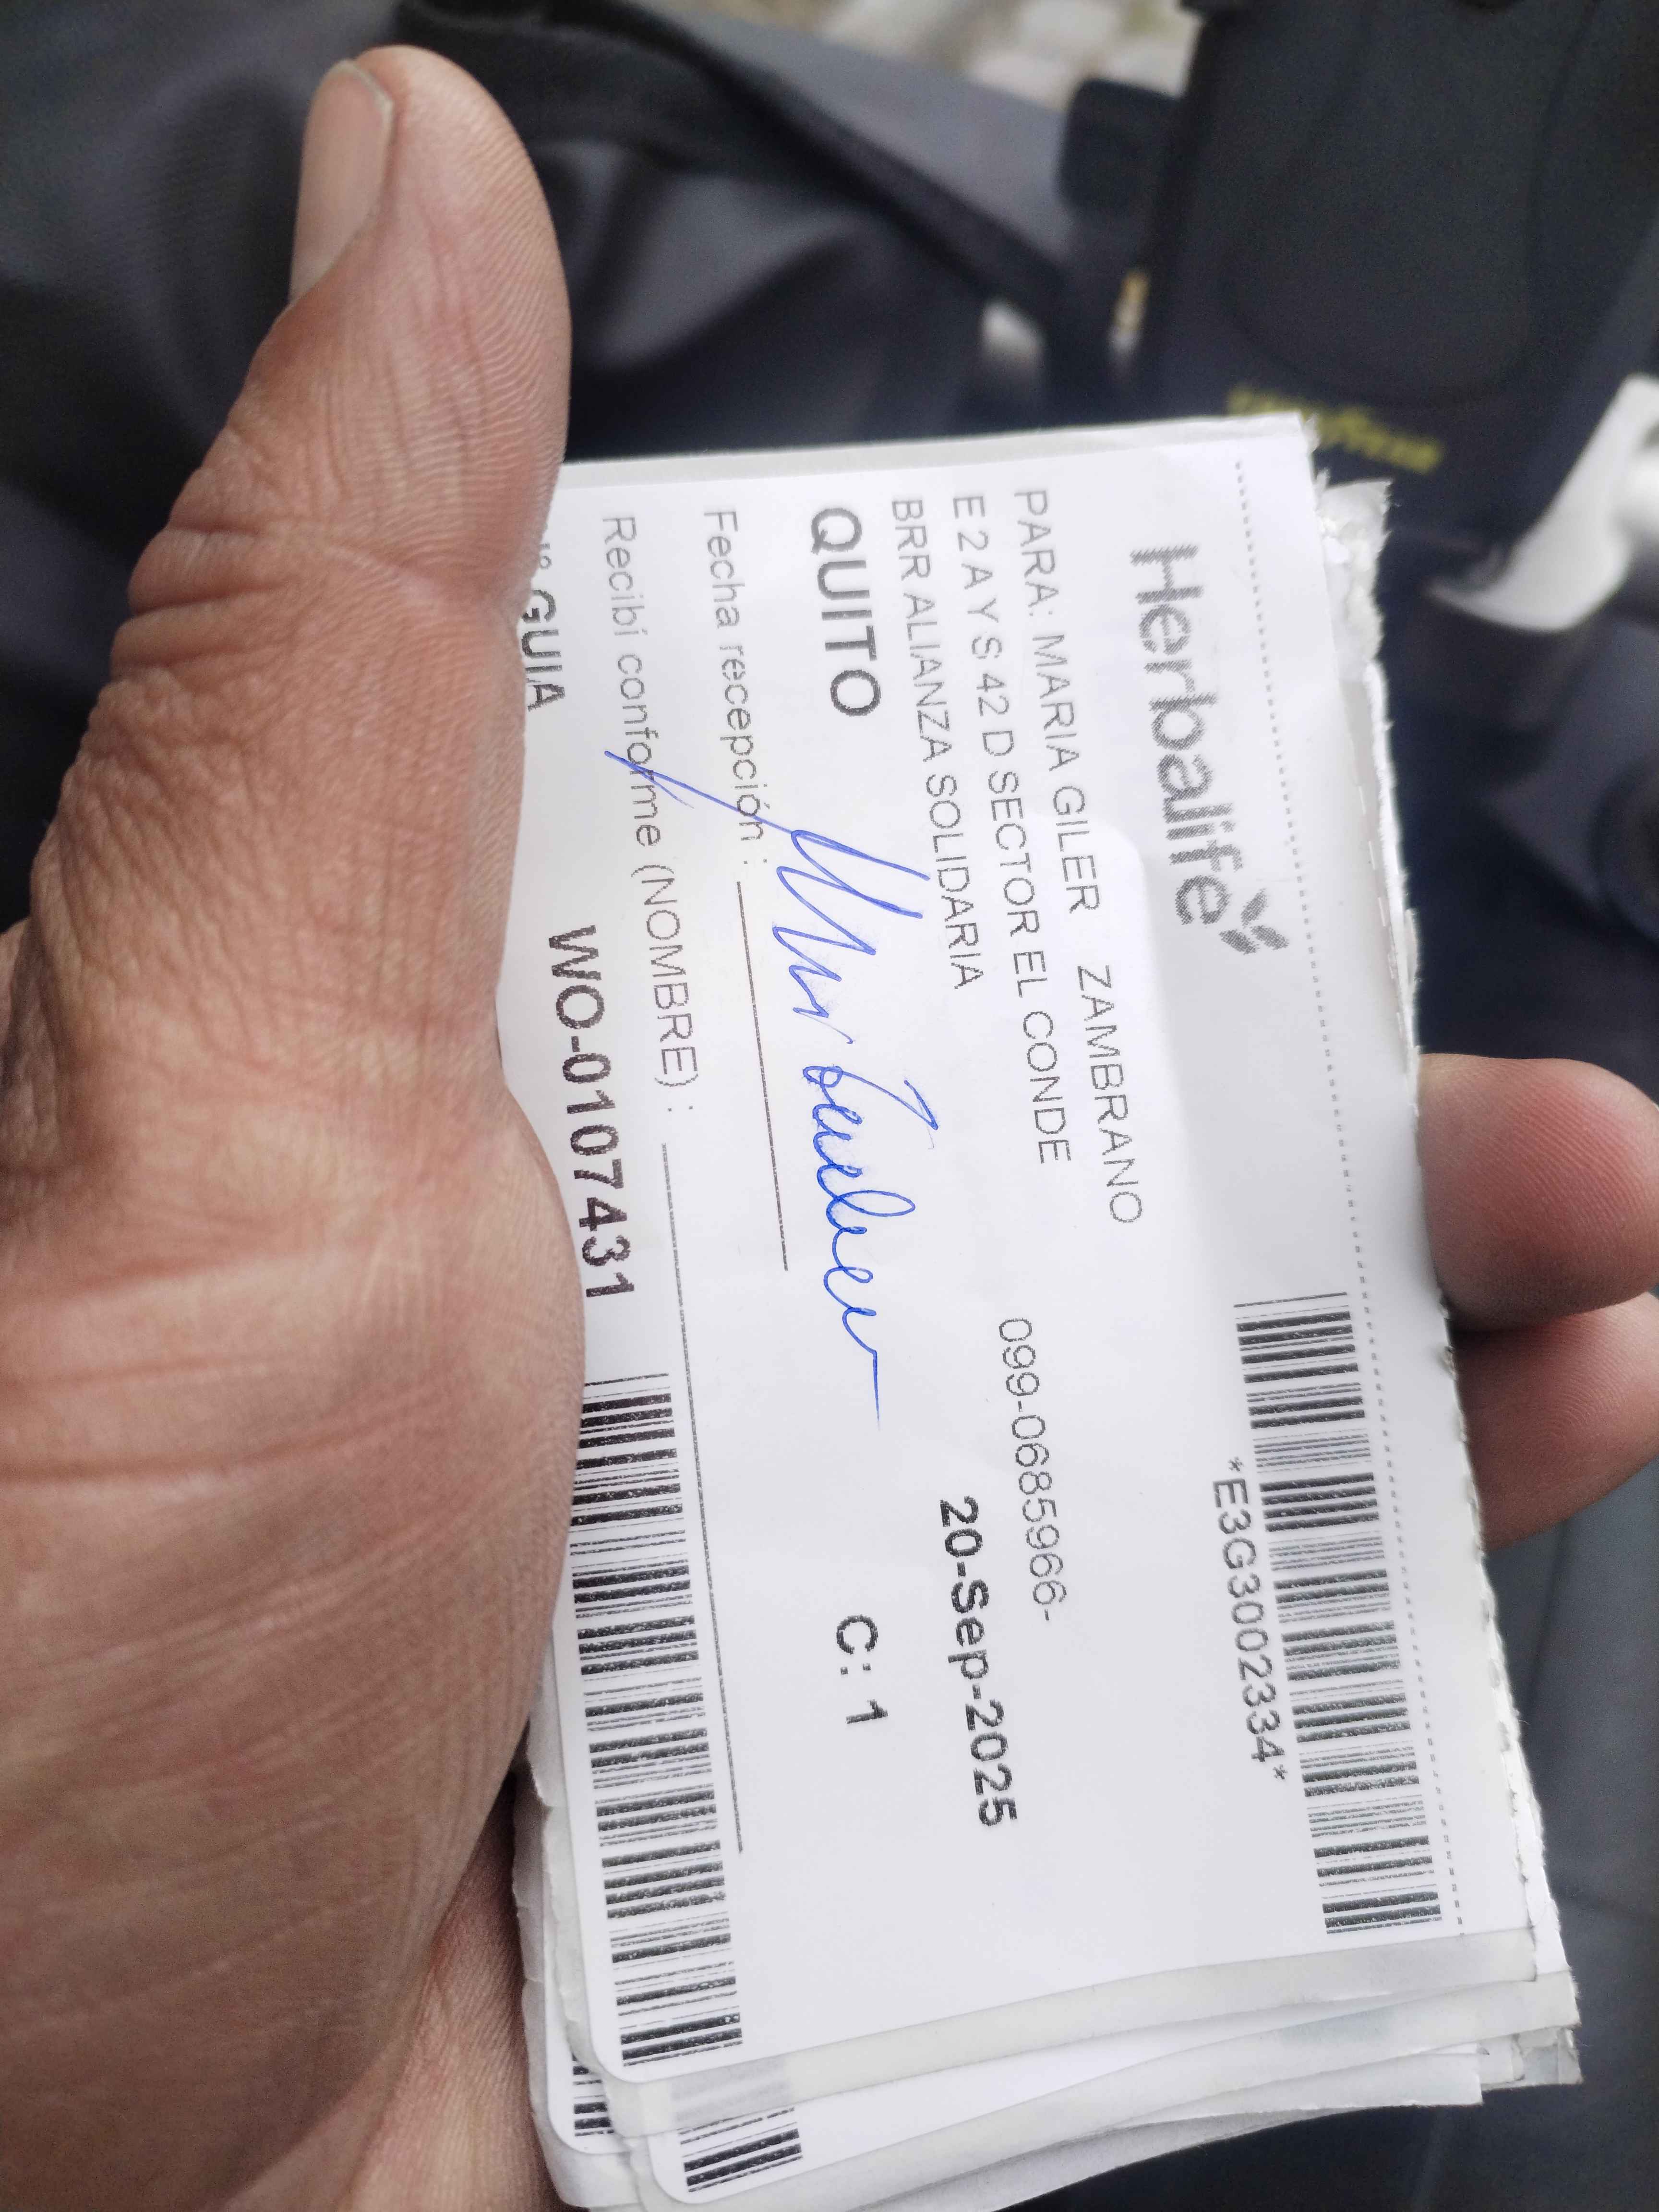 Herbalife
*E3G3002334*
PARA: MARIA GILER ZAMBRANO
E 2 A Y S 42 D SECTOR EL CONDE 099-0685966-
BRR ALIANZA SOLIDARIA
20-Sep-2025
QUITO C: 1
Fecha recepción :
Recibí conforme (NOMBRE) :
GUIA WO-0107431